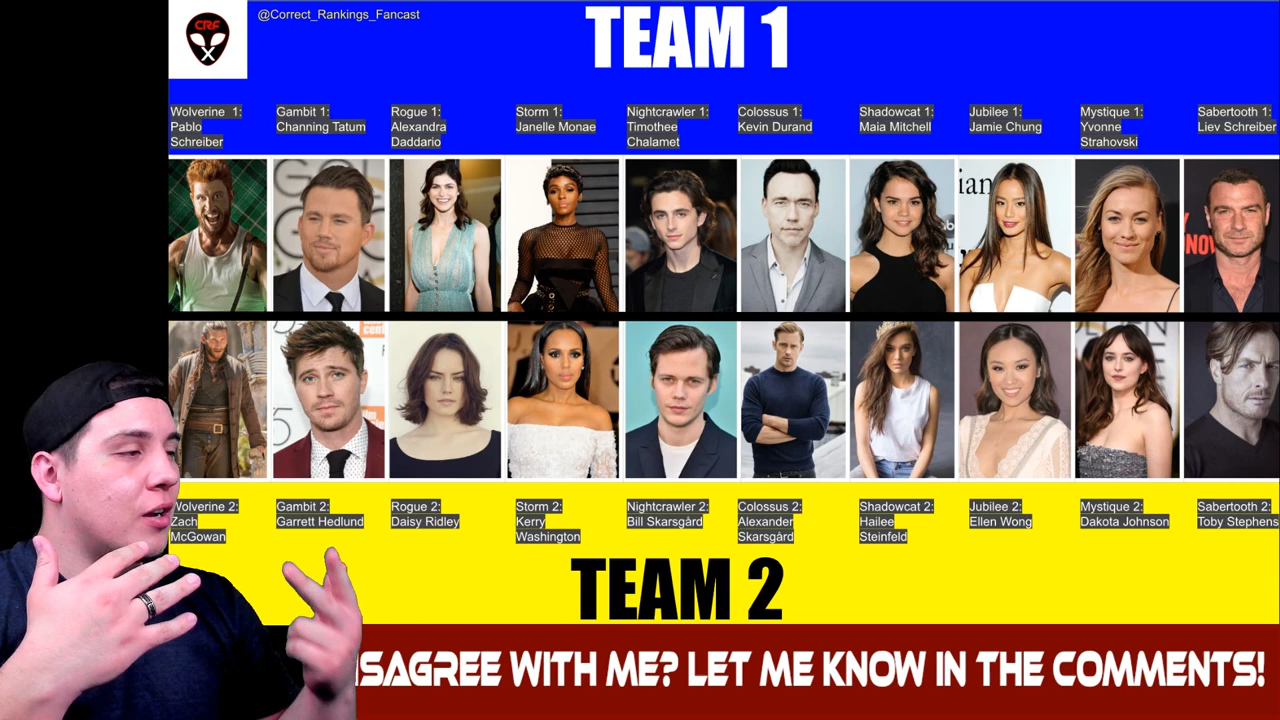 CRF
X
@Correct_Rankings_Fancast
TEAM 1
Wolverine 1:
Pablo
Schreiber
Gambit 1:
Channing Tatum
Rogue 1:
Alexandra
Daddario
Storm 1:
Janelle Monae
Nightcrawler 1:
Timothee
Chalamet
Colossus 1:
Kevin Durand
Shadowcat 1:
Maia Mitchell
Jubilee 1:
Jamie Chung
Mystique 1:
Yvonne
Strahovski
Sabertooth 1:
Liev Schreiber
ian
NOW
Wolverine 2:
Zach
McGowan
Gambit 2:
Garrett Hedlund
Rogue 2:
Daisy Ridley
Storm 2:
Kerry
Washington
Nightcrawler 2:
Bill Skarsgård
Colossus 2:
Alexander
Skarsgård
Shadowcat 2:
Hailee
Steinfeld
Jubilee 2:
Ellen Wong
Mystique 2:
Dakota Johnson
Sabertooth 2:
Toby Stephens
TEAM 2
ISAGREE WITH ME? LET ME KNOW IN THE COMMENTS!